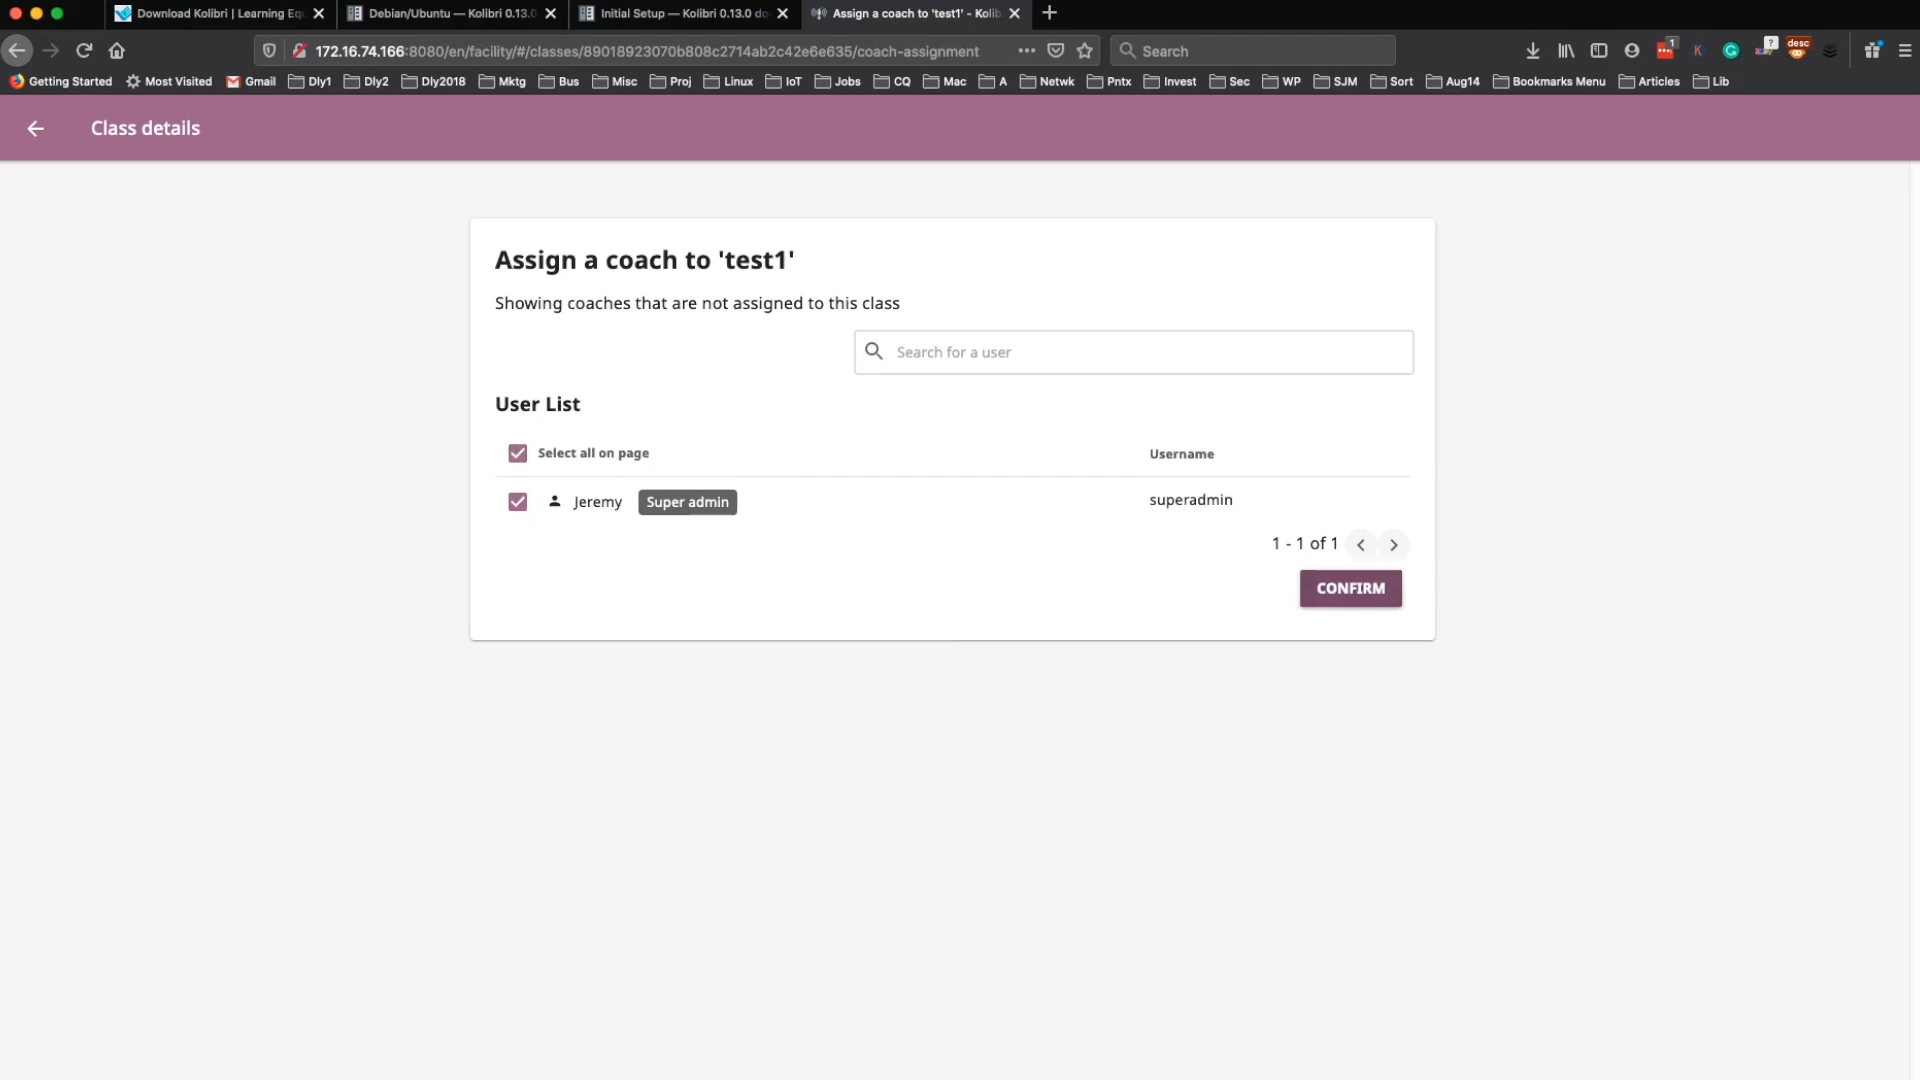 Download Kolibri | Learning Eq
Debian/Ubuntu — Kolibri 0.13.0
Initial Setup — Kolibri 0.13.0 do
Assign a coach to 'test1' - Kolib
172.16.74.166:8080/en/facility/#/classes/89018923070b808c2714ab2c42e6e635/coach-assignment
Search
1
K
?
desc
Getting Started
Most Visited
Gmail
Dly1
Dly2
Dly2018
Mktg
Bus
Misc
Proj
Linux
IoT
Jobs
CQ
Mac
A
Netwk
Pntx
Invest
Sec
WP
SJM
Sort
Aug14
Bookmarks Menu
Articles
Lib
Class details
Assign a coach to 'test1'
Showing coaches that are not assigned to this class
Search for a user
User List
Select all on page
Username
Jeremy
Super admin
superadmin
1 - 1 of 1
CONFIRM